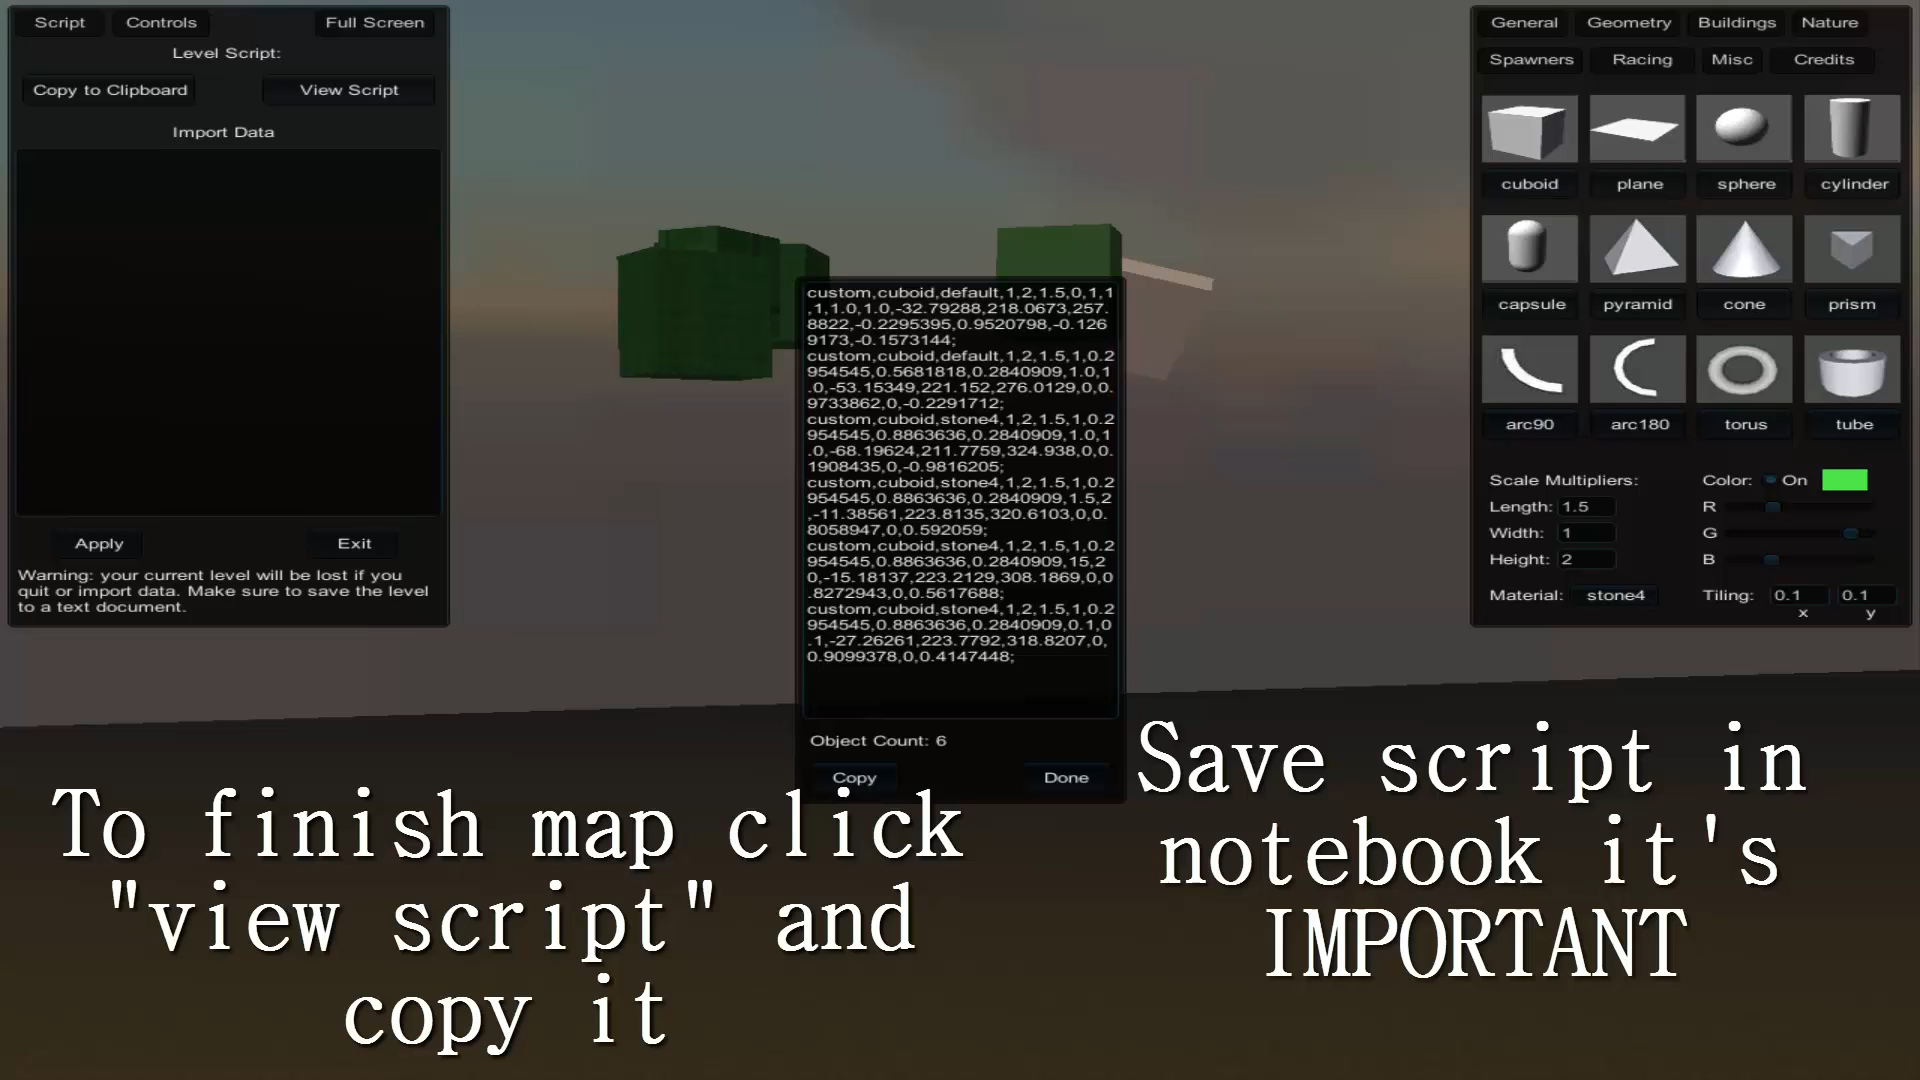 Script Controls Full Screen
Level Script:
Copy to Clipboard View Script
Import Data
Apply Exit
Warning: your current level will be lost if you
quit or import data. Make sure to save the level
to a text document.
custom,cuboid,default,1,2,1.5,0,1,1
,1,1.0,1.0,-32.79288,218.0673,257.
8822,-0.2295395,0.9520798,-0.126
9173,-0.1573144;
custom,cuboid,default,1,2,1.5,1,0.2
954545,0.5681818,0.2840909,1.0,1
.0,-53.15349,221.152,276.0129,0,0.
9733862,0,-0.2291712;
custom,cuboid,stone4,1,2,1.5,1,0.2
954545,0.8863636,0.2840909,1.0,1
.0,-68.19624,211.7759,324.938,0,0.
1908435,0,-0.9816205;
custom,cuboid,stone4,1,2,1.5,1,0.2
954545,0.8863636,0.2840909,1.5,2
,-11.38561,223.8135,320.6103,0,0.
8058947,0,0.592059;
custom,cuboid,stone4,1,2,1.5,1,0.2
954545,0.8863636,0.2840909,15,2
0,-15.18137,223.2129,308.1869,0,0
.8272943,0,0.5617688;
custom,cuboid,stone4,1,2,1.5,1,0.2
954545,0.8863636,0.2840909,0.1,0
.1,-27.26261,223.7792,318.8207,0,
0.9099378,0,0.4147448;
Object Count: 6
Copy Done
General Geometry Buildings Nature
Spawners Racing Misc Credits
cuboid plane sphere cylinder
capsule pyramid cone prism
arc90 arc180 torus tube
Scale Multipliers: Color: On
Length: 1.5 R
Width: 1 G
Height: 2 B
Material: stone4 Tiling: 0.1 0.1
x y
To finish map click
"view script" and
copy it
Save script in
notebook it's
IMPORTANT